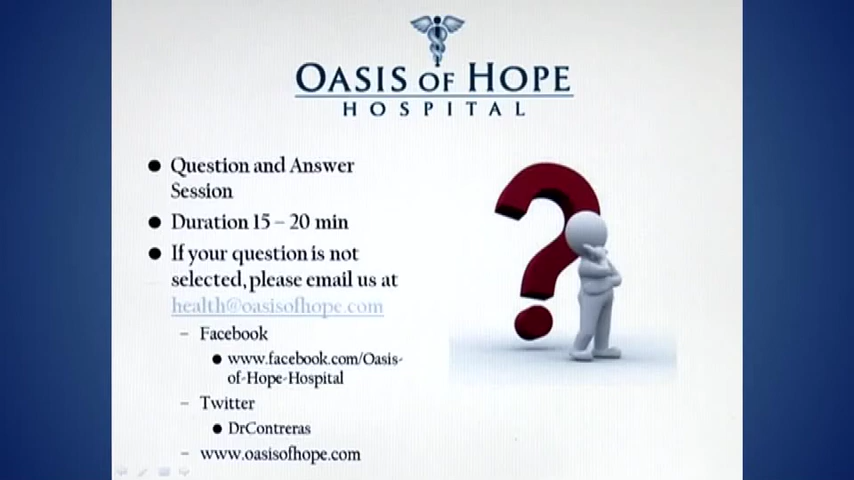 OASIS OF HOPE
HOSPITAL
● Question and Answer
Session
● Duration 15 – 20 min
● If your question is not
selected, please email us at
health@oasisofhope.com
– Facebook
● www.facebook.com/Oasis-
of-Hope-Hospital
– Twitter
● DrContreras
– www.oasisofhope.com